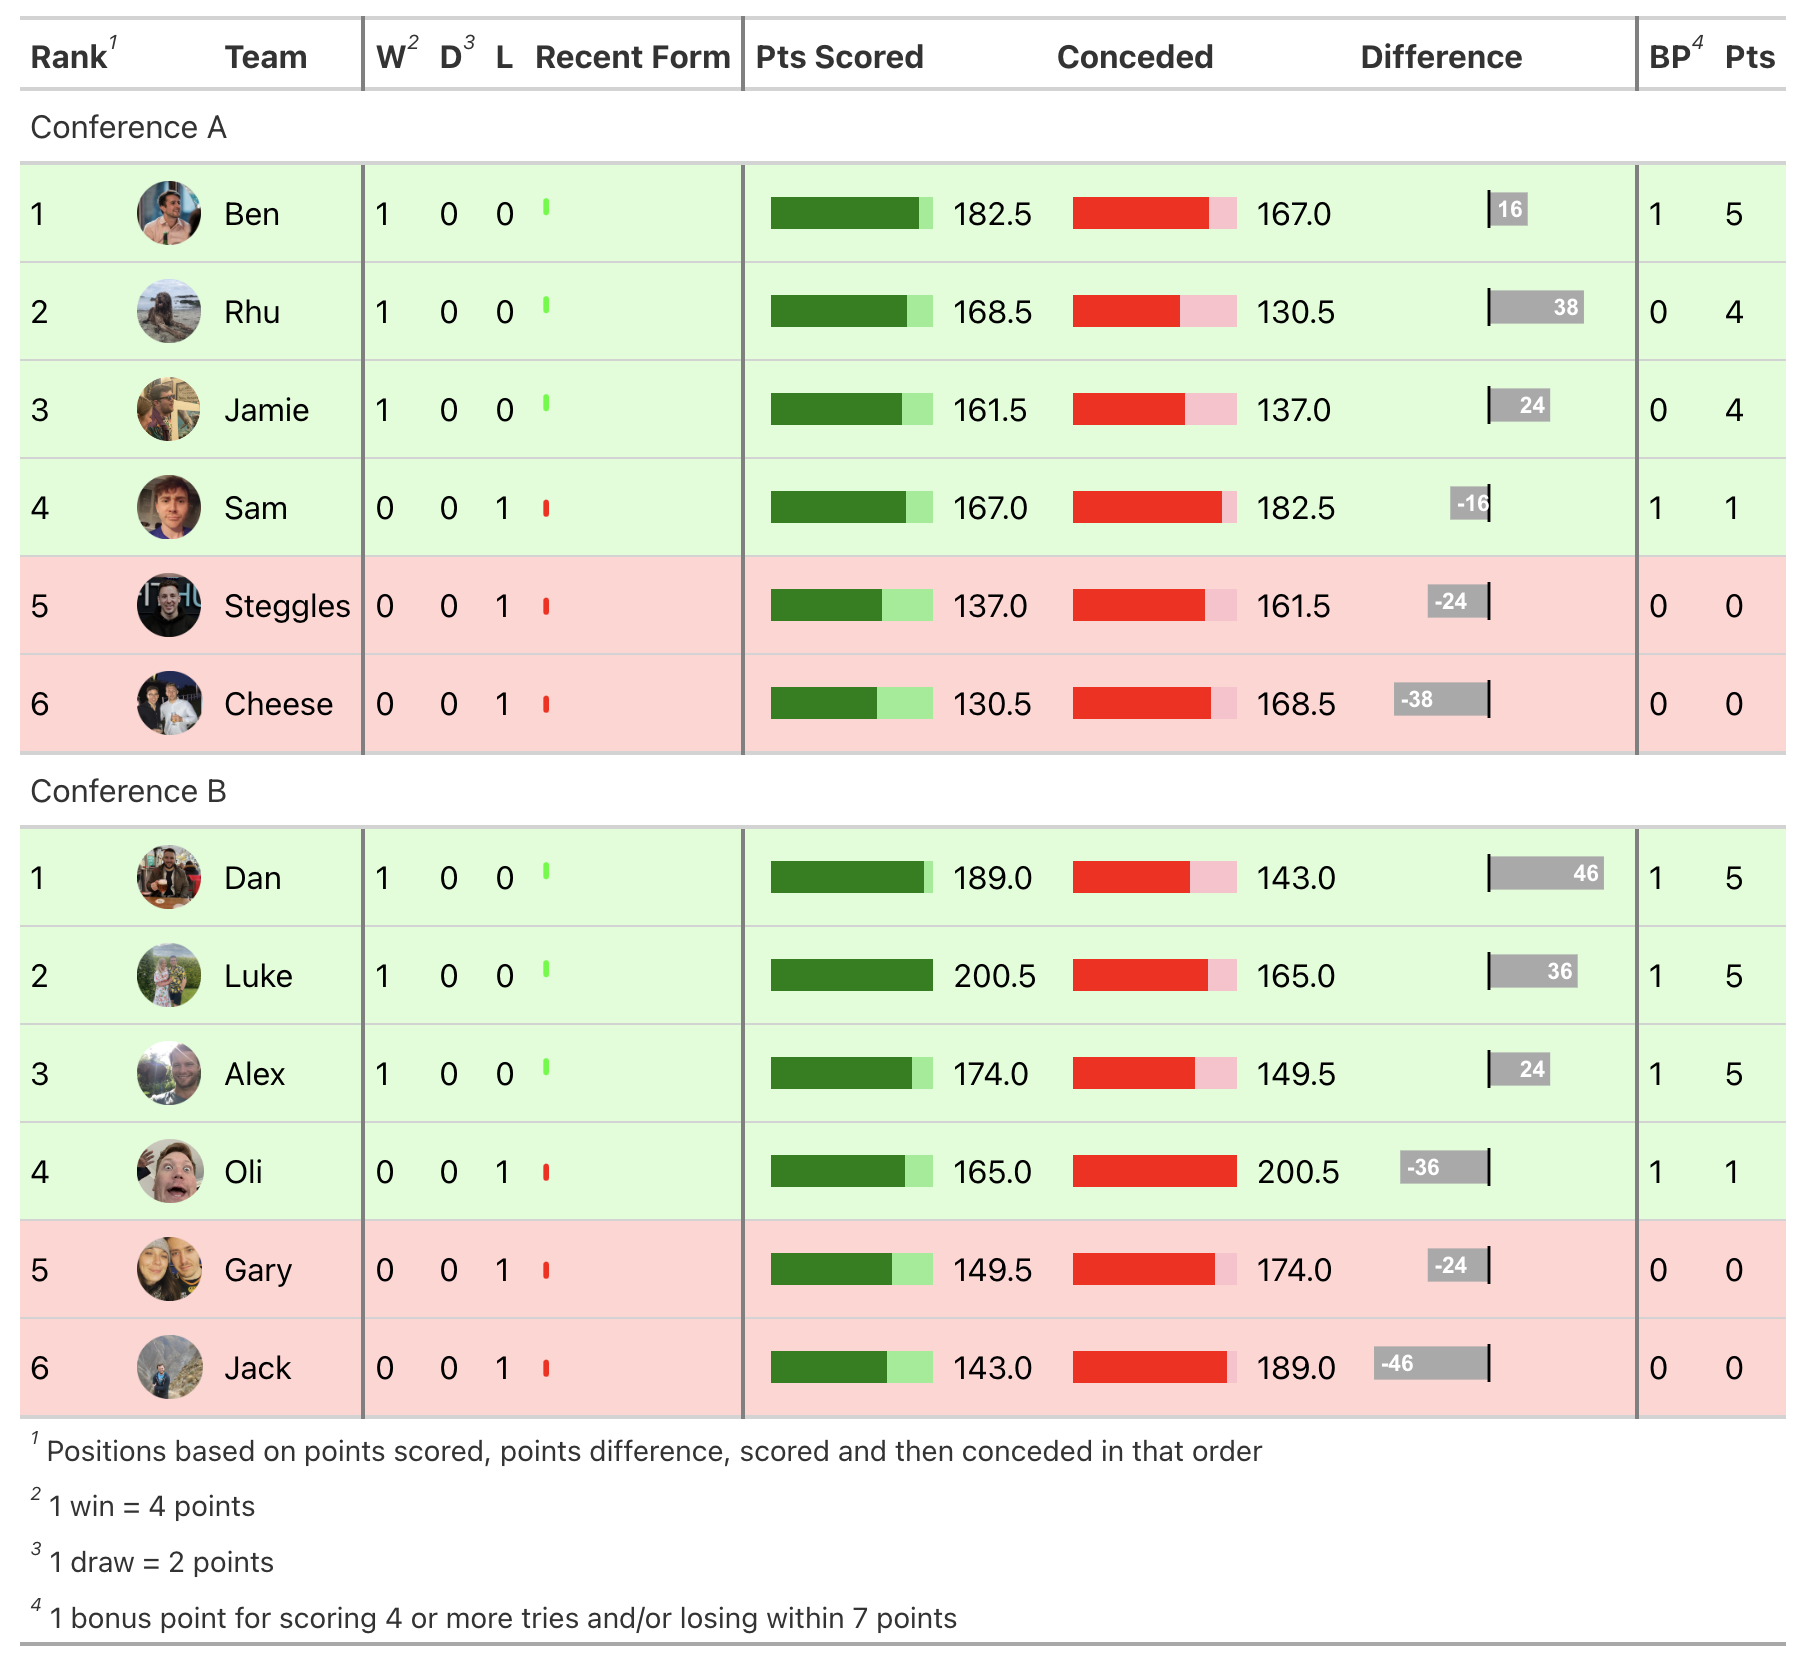 Rank1 Team W2 D3 L Recent Form Pts Scored Conceded Difference BP4 Pts
Conference A
1 Ben 1 0 0 182.5 167.0 16 1 5
2 Rhu 1 0 0 168.5 130.5 38 0 4
3 Jamie 1 0 0 161.5 137.0 24 0 4
4 Sam 0 0 1 167.0 182.5 -16 1 1
5 Steggles 0 0 1 137.0 161.5 -24 0 0
6 Cheese 0 0 1 130.5 168.5 -38 0 0
Conference B
1 Dan 1 0 0 189.0 143.0 46 1 5
2 Luke 1 0 0 200.5 165.0 36 1 5
3 Alex 1 0 0 174.0 149.5 24 1 5
4 Oli 0 0 1 165.0 200.5 -36 1 1
5 Gary 0 0 1 149.5 174.0 -24 0 0
6 Jack 0 0 1 143.0 189.0 -46 0 0
1 Positions based on points scored, points difference, scored and then conceded in that order
2 1 win = 4 points
3 1 draw = 2 points
4 1 bonus point for scoring 4 or more tries and/or losing within 7 points